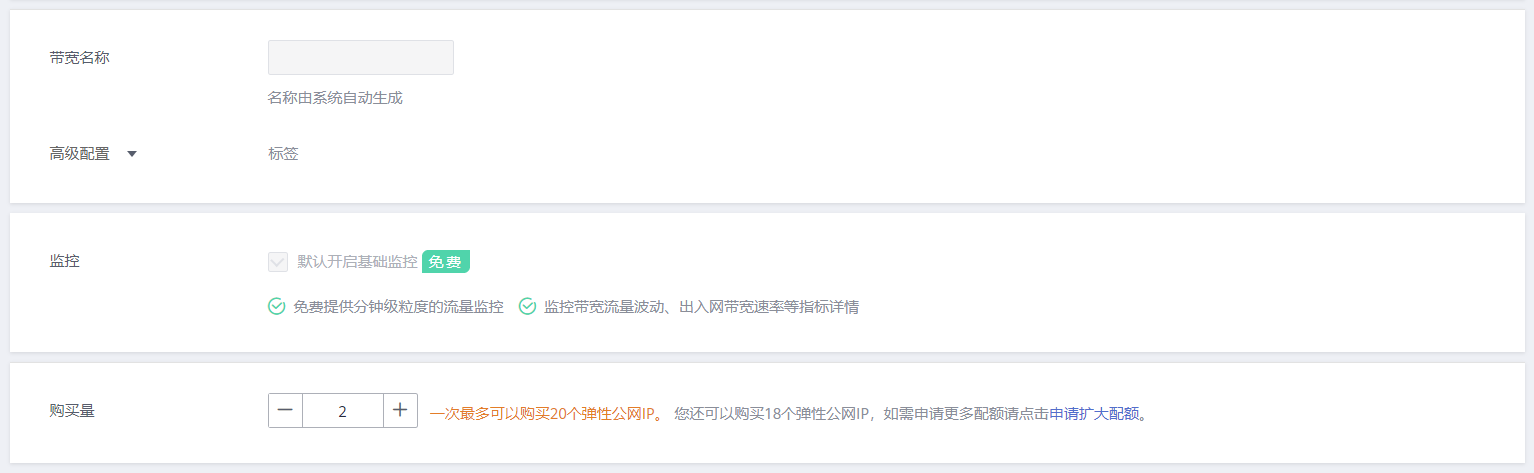 带宽名称
名称由系统自动生成
高级配置 标签
监控 默认开启基础监控 免费
免费提供分钟级粒度的流量监控 监控带宽流量波动、出入网带宽速率等指标详情
购买量 2 一次最多可以购买20个弹性公网IP。 您还可以购买18个弹性公网IP，如需申请更多配额请点击申请扩大配额。